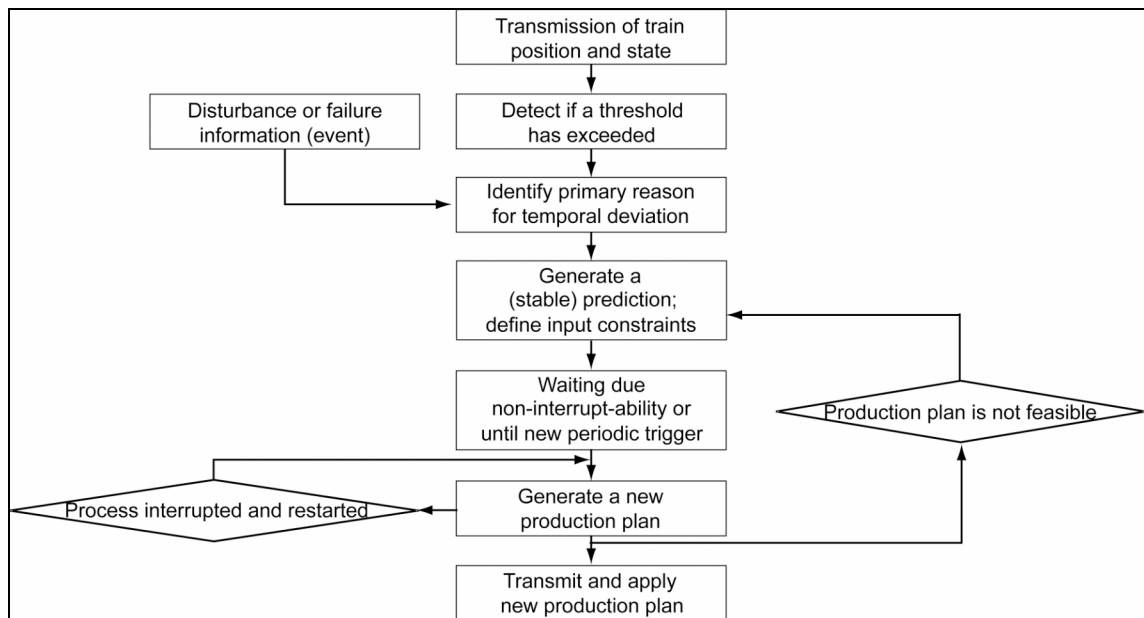 Transmission of train
position and state
Disturbance or failure
information (event)
Detect if a threshold
has exceeded
Identify primary reason
for temporal deviation
Generate a
(stable) prediction;
define input constraints
Waiting due
non-interrupt-ability or
until new periodic trigger
Production plan is not feasible
Process interrupted and restarted
Generate a new
production plan
Transmit and apply
new production plan